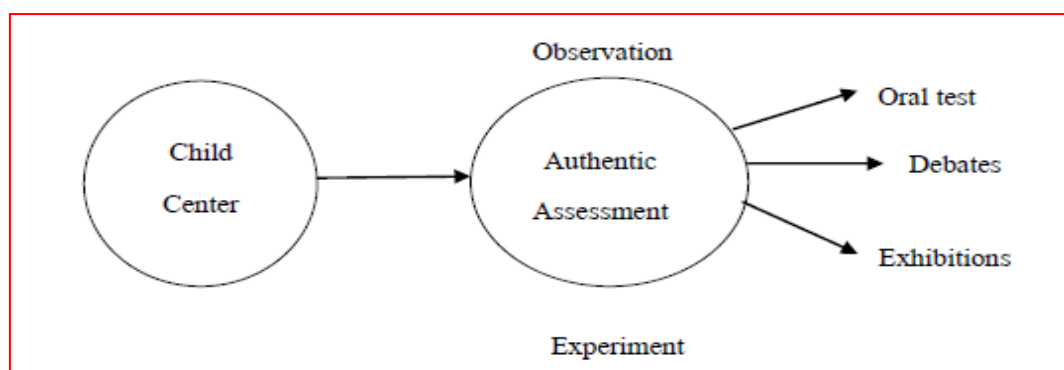 Observation
Oral test
Child
Center
Authentic
Assessment
Debates
Exhibitions
Experiment